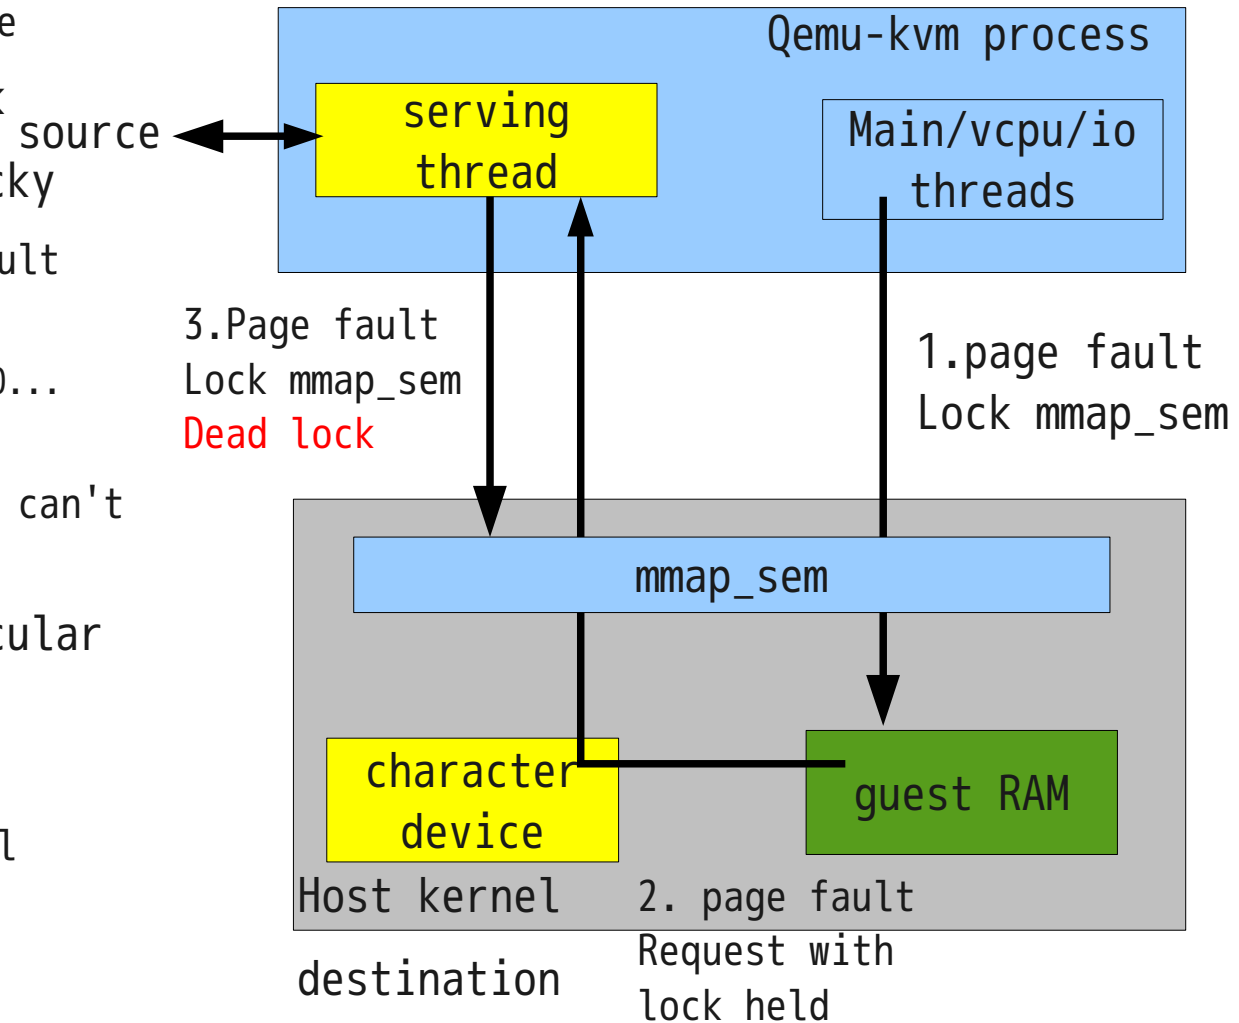 Qemu-kvm process
serving
thread
Main/vcpu/io
threads
source
3.Page fault
Lock mmap_sem
Dead lock
1.page fault
Lock mmap_sem
can't
mmap_sem
character
device
guest RAM
Host kernel
2. page fault
Request with
lock held
destination